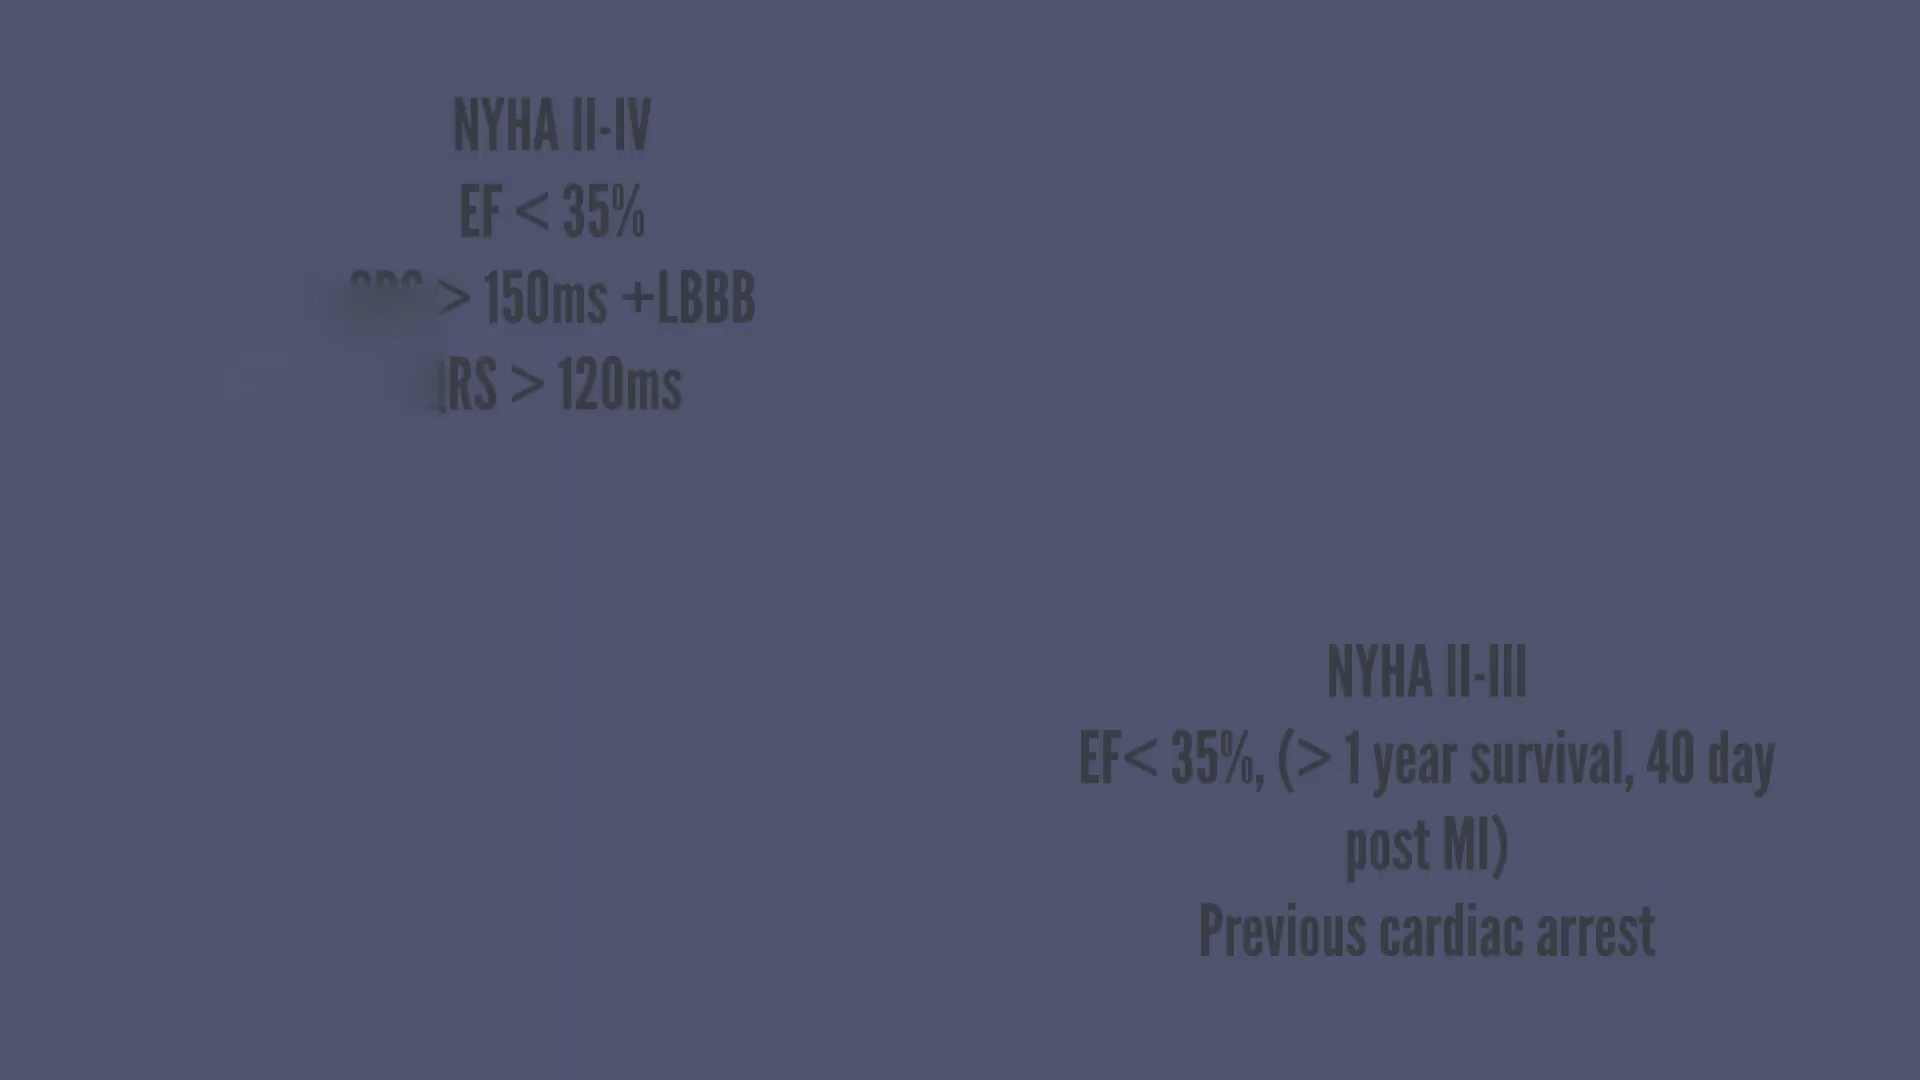 NYHA II-IV
EF < 35%
> 150ms +LBBB
QRS > 120ms
NYHA II-III
EF< 35%, (> 1 year survival, 40 day
post MI)
Previous cardiac arrest